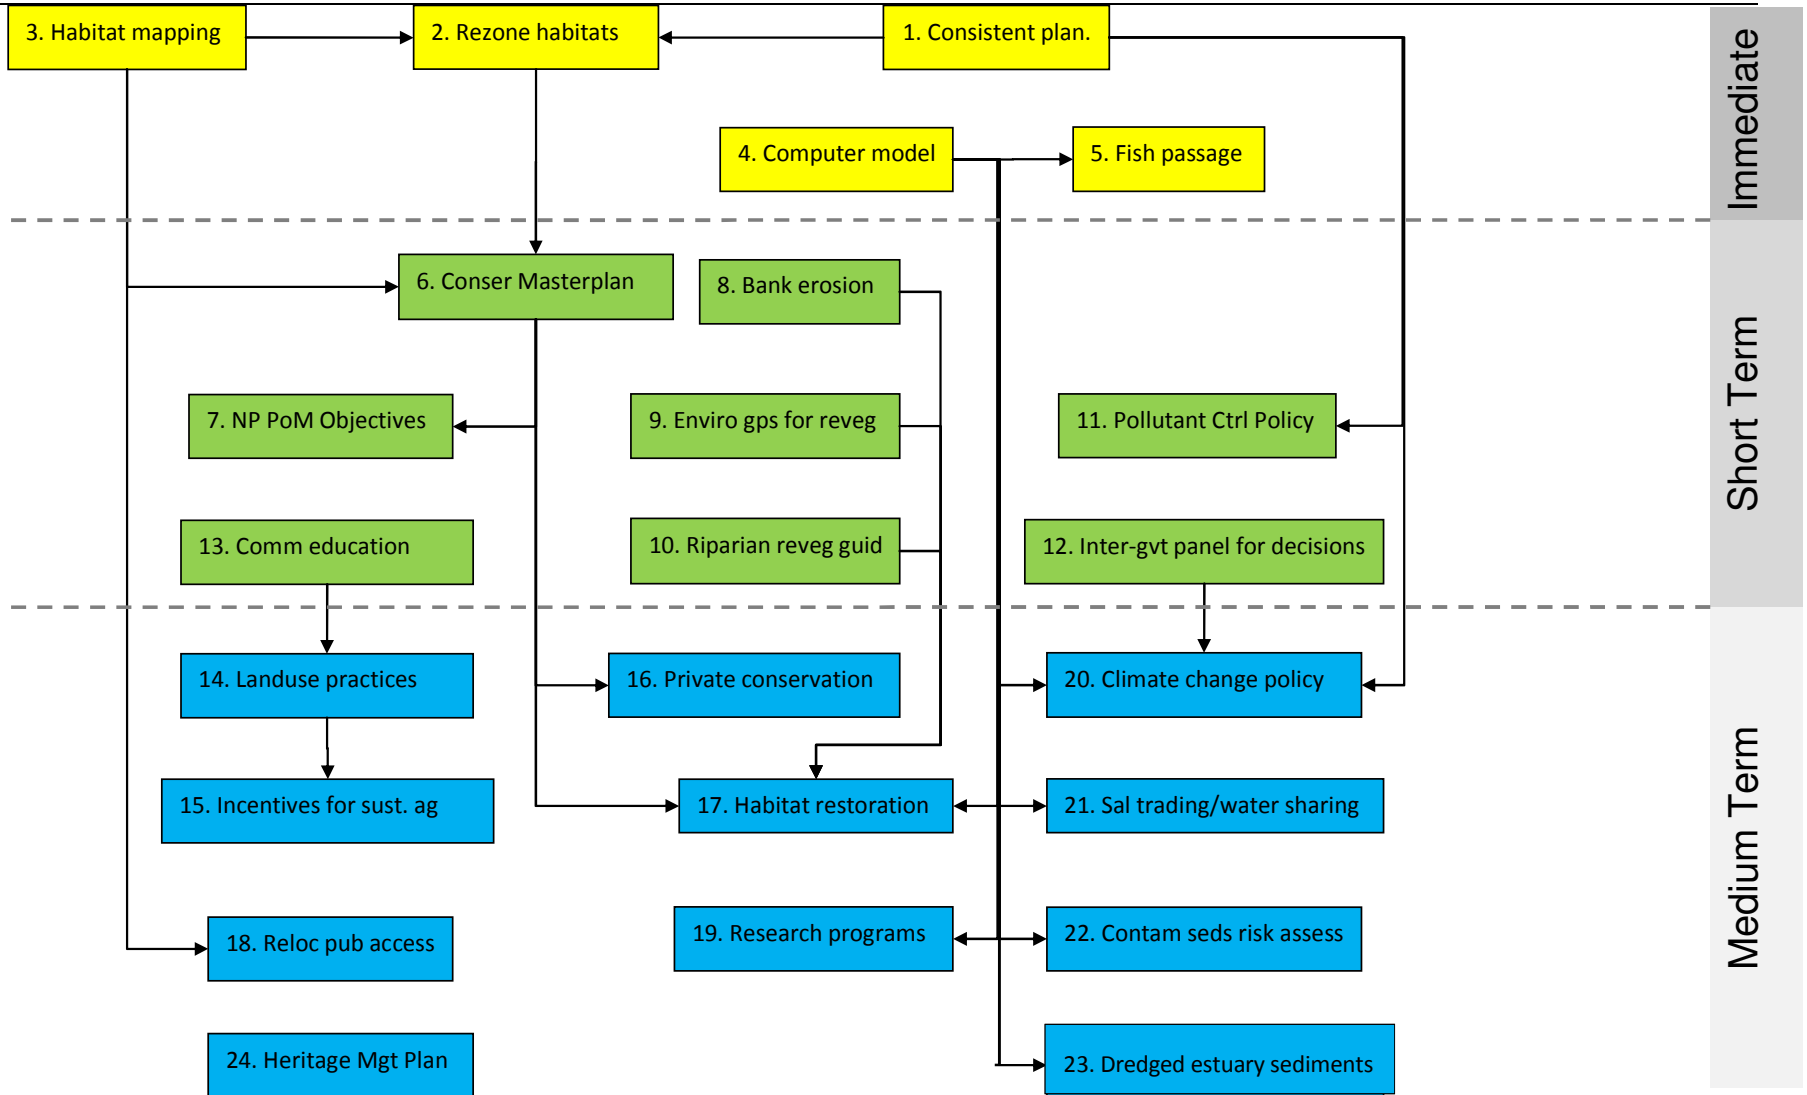 3. Habitat mapping
2. Rezone habitats
1. Consistent plan.
Immediate
4. Computer model
5. Fish passage
6. Conser Masterplan
8. Bank erosion
Short Term
7. NP PoM Objectives
9. Enviro gps for reveg
11. Pollutant Ctrl Policy
13. Comm education
10. Riparian reveg guid
12. Inter-gvt panel for decisions
14. Landuse practices
16. Private conservation
20. Climate change policy
Medium Term
15. Incentives for sust. ag
17. Habitat restoration
21. Sal trading/water sharing
18. Reloc pub access
19. Research programs
22. Contam seds risk assess
24. Heritage Mgt Plan
23. Dredged estuary sediments